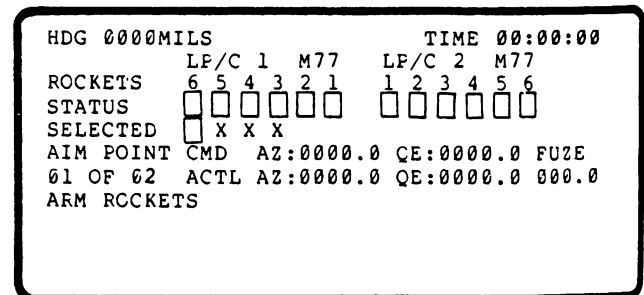 HDG 0000MILS TIME 00:00:00
LP/C 1 M77 LP/C 2 M77
ROCKETS 6 5 4 3 2 1 1 2 3 4 5 6
STATUS
SELECTED X X X
AIM POINT CMD AZ:0000.0 QE:0000.0 FUZE
01 OF 02 ACTL AZ:0000.0 QE:0000.0 000.0
ARM ROCKETS